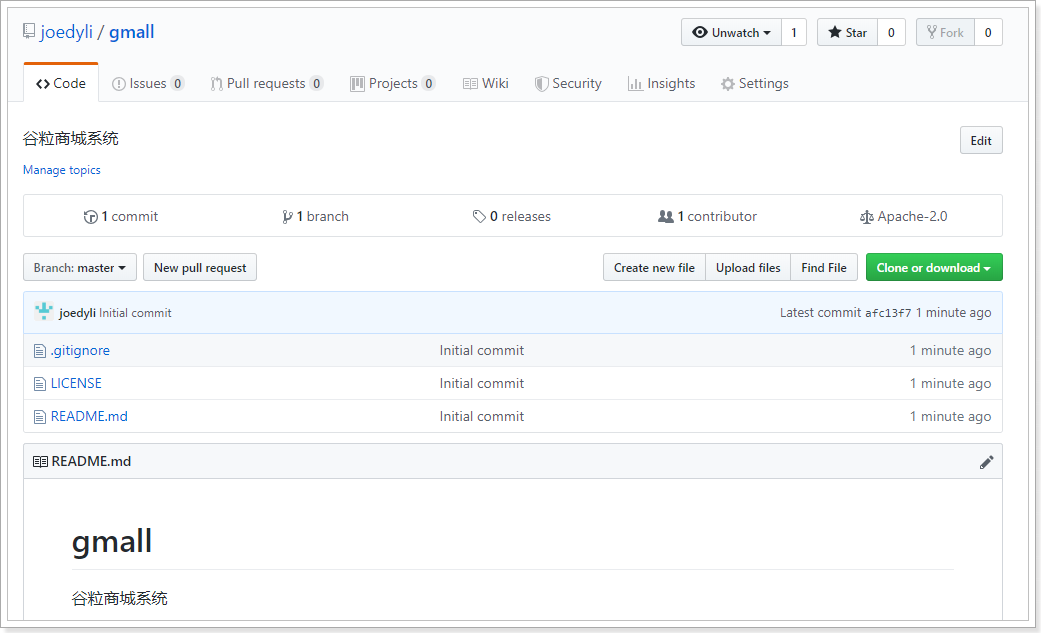 joedyli / gmall Unwatch 1 Star 0 Fork 0
Code Issues 0 Pull requests 0 Projects 0 Wiki Security Insights Settings
谷粒商城系统 Edit
Manage topics
1 commit 1 branch 0 releases 1 contributor Apache-2.0
Branch: master New pull request Create new file Upload files Find File Clone or download
joedyli Initial commit Latest commit afc13f7 1 minute ago
.gitignore Initial commit 1 minute ago
LICENSE Initial commit 1 minute ago
README.md Initial commit 1 minute ago
README.md
gmall
谷粒商城系统